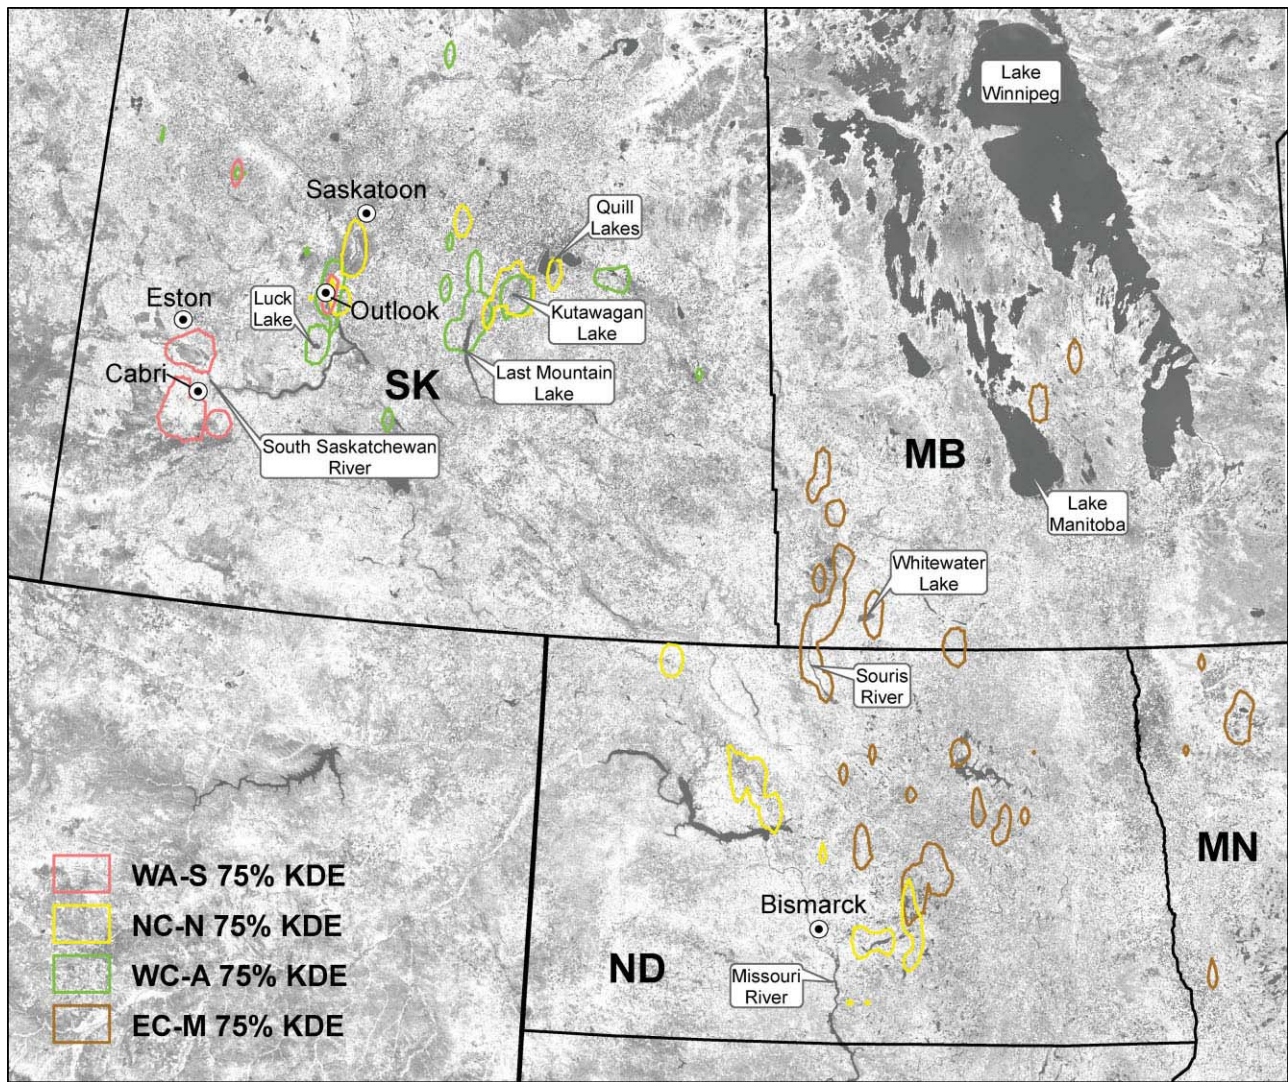 Lake
Winnipeg
Saskatoon
Quill
Lakes
Eston
Luck
Lake
Outlook
Kutawagan
Lake
Cabri
SK
Last Mountain
Lake
South Saskatchewan
River
MB
Lake
Manitoba
Whitewater
Lake
Souris
River
WA-S 75% KDE
NC-N 75% KDE
WC-A 75% KDE
EC-M 75% KDE
MN
Bismarck
ND
Missouri
River